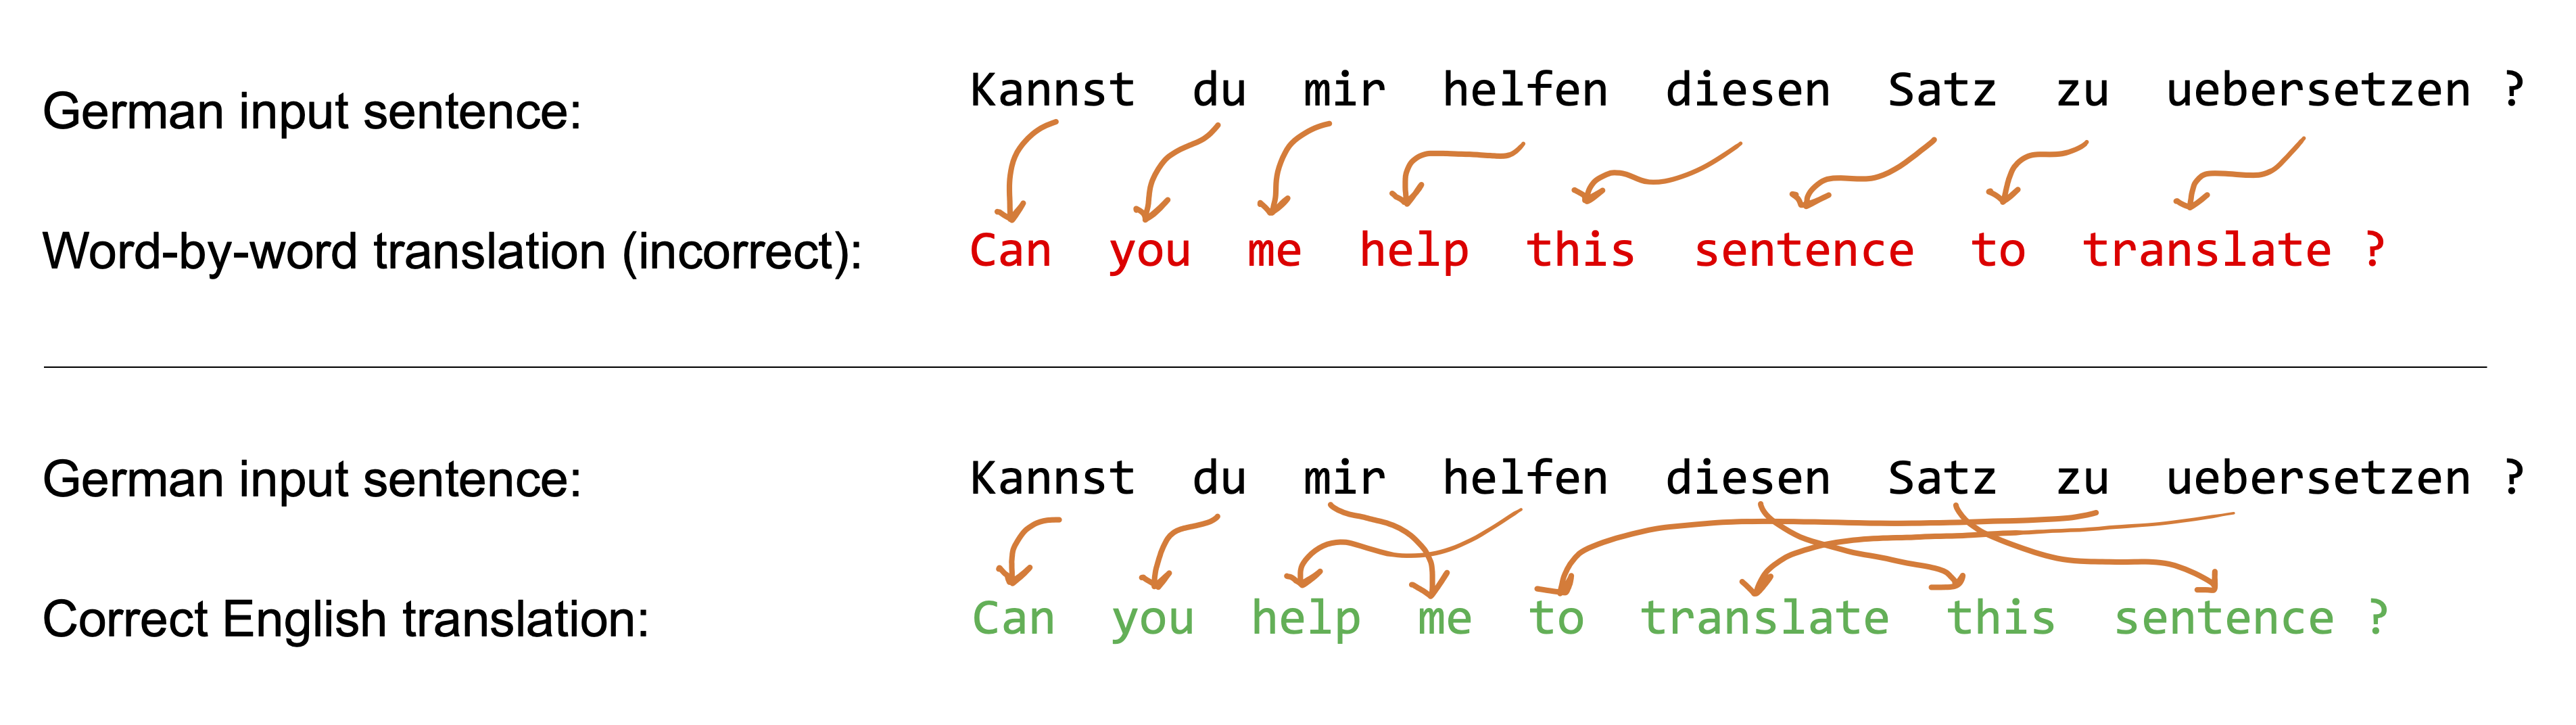 German input sentence: Kannst du mir helfen diesen Satz zu uebersetzen ?
Word-by-word translation (incorrect): Can you me help this sentence to translate ?
German input sentence: Kannst du mir helfen diesen Satz zu uebersetzen ?
Correct English translation: Can you help me to translate this sentence ?